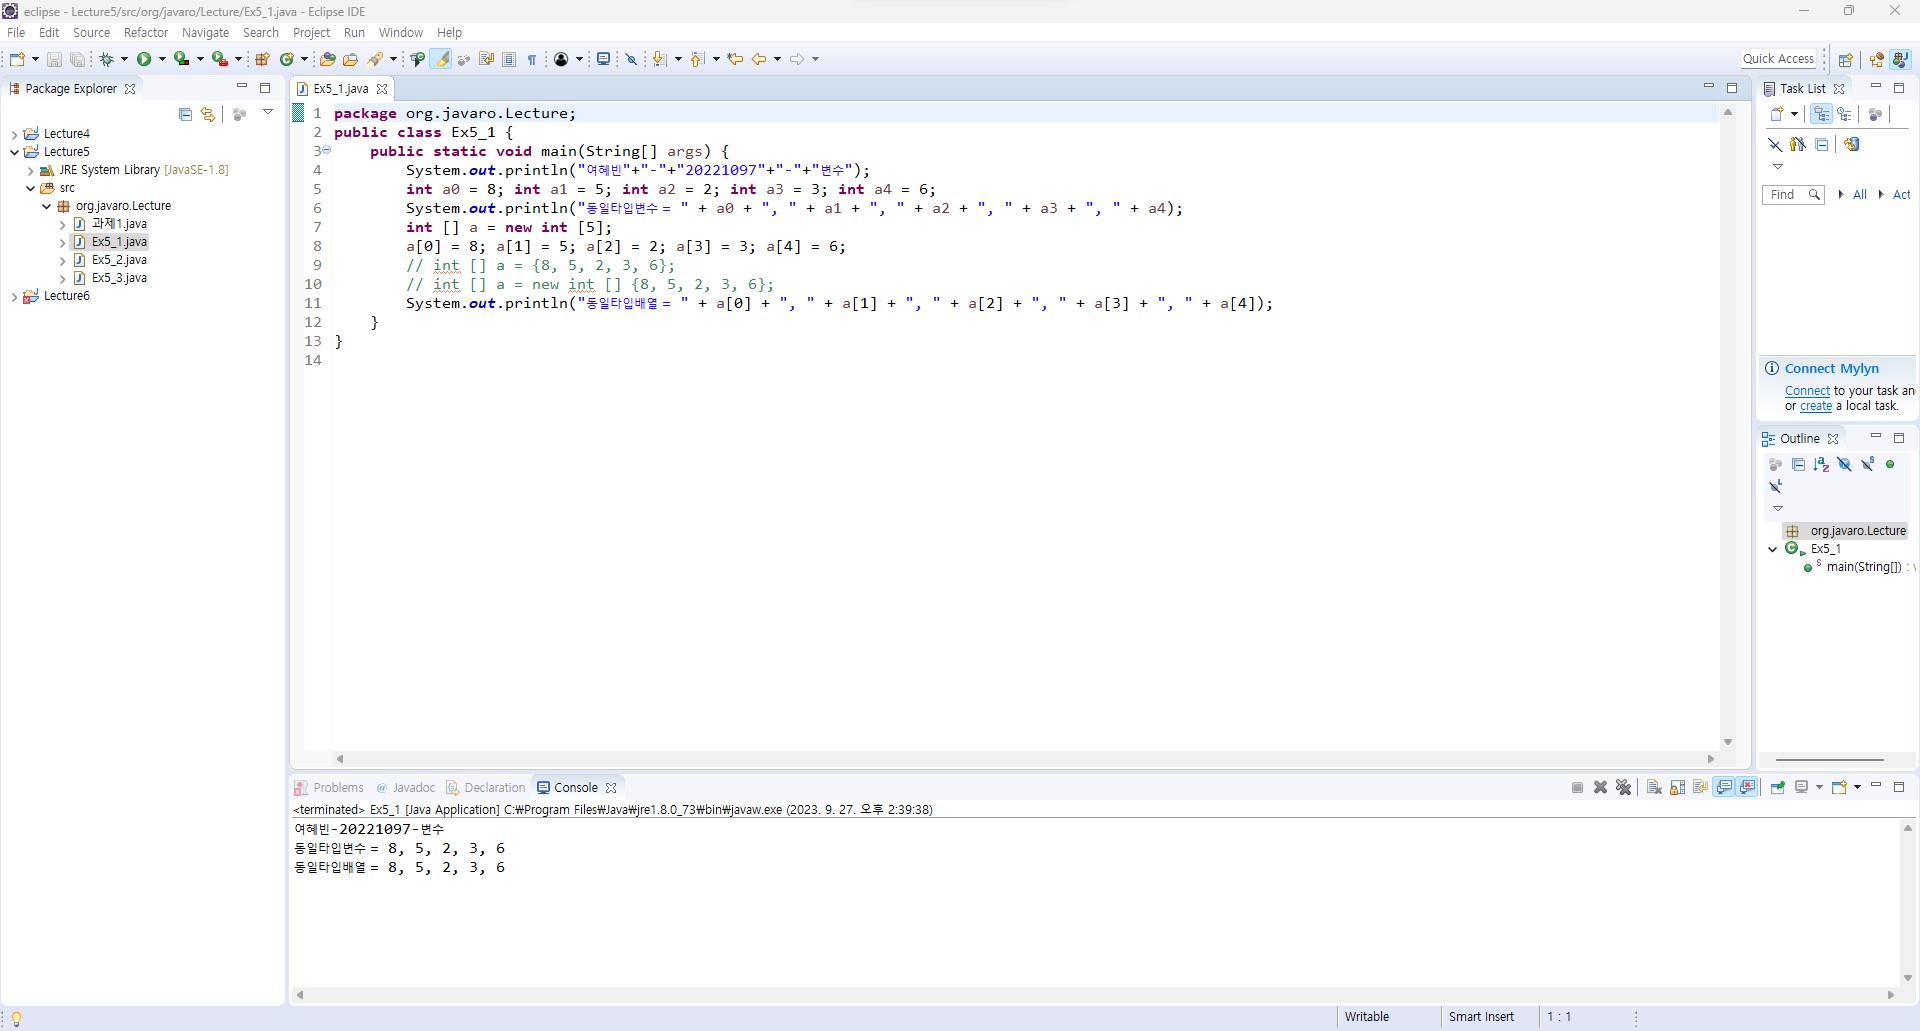 eclipse - Lecture5/src/org/javaro/Lecture/Ex5_1.java - Eclipse IDE
File Edit Source Refactor Navigate Search Project Run Window Help
Quick Access
Package Explorer
Lecture4
Lecture5
JRE System Library [JavaSE-1.8]
src
org.javaro.Lecture
과제1.java
Ex5_1.java
Ex5_2.java
Ex5_3.java
Lecture6
Ex5_1.java
1 package org.javaro.Lecture;
2 public class Ex5_1 {
3 public static void main(String[] args) {
4 System.out.println("여혜빈"+"-"+"20221097"+"-"+"변수");
5 int a0 = 8; int a1 = 5; int a2 = 2; int a3 = 3; int a4 = 6;
6 System.out.println("동일타입변수 = " + a0 + ", " + a1 + ", " + a2 + ", " + a3 + ", " + a4);
7 int [] a = new int [5];
8 a[0] = 8; a[1] = 5; a[2] = 2; a[3] = 3; a[4] = 6;
9 // int [] a = {8, 5, 2, 3, 6};
10 // int [] a = new int [] {8, 5, 2, 3, 6};
11 System.out.println("동일타입배열 = " + a[0] + ", " + a[1] + ", " + a[2] + ", " + a[3] + ", " + a[4]);
12 }
13 }
14
Task List
Find All Act
Connect Mylyn
Connect to your task an
or create a local task.
Outline
org.javaro.Lecture
Ex5_1
main(String[]) : v
Problems Javadoc Declaration Console
<terminated> Ex5_1 [Java Application] C:₩Program Files₩Java₩jre1.8.0_73₩bin₩javaw.exe (2023. 9. 27. 오후 2:39:38)
여혜빈-20221097-변수
동일타입변수 = 8, 5, 2, 3, 6
동일타입배열 = 8, 5, 2, 3, 6
Writable Smart Insert 1 : 1